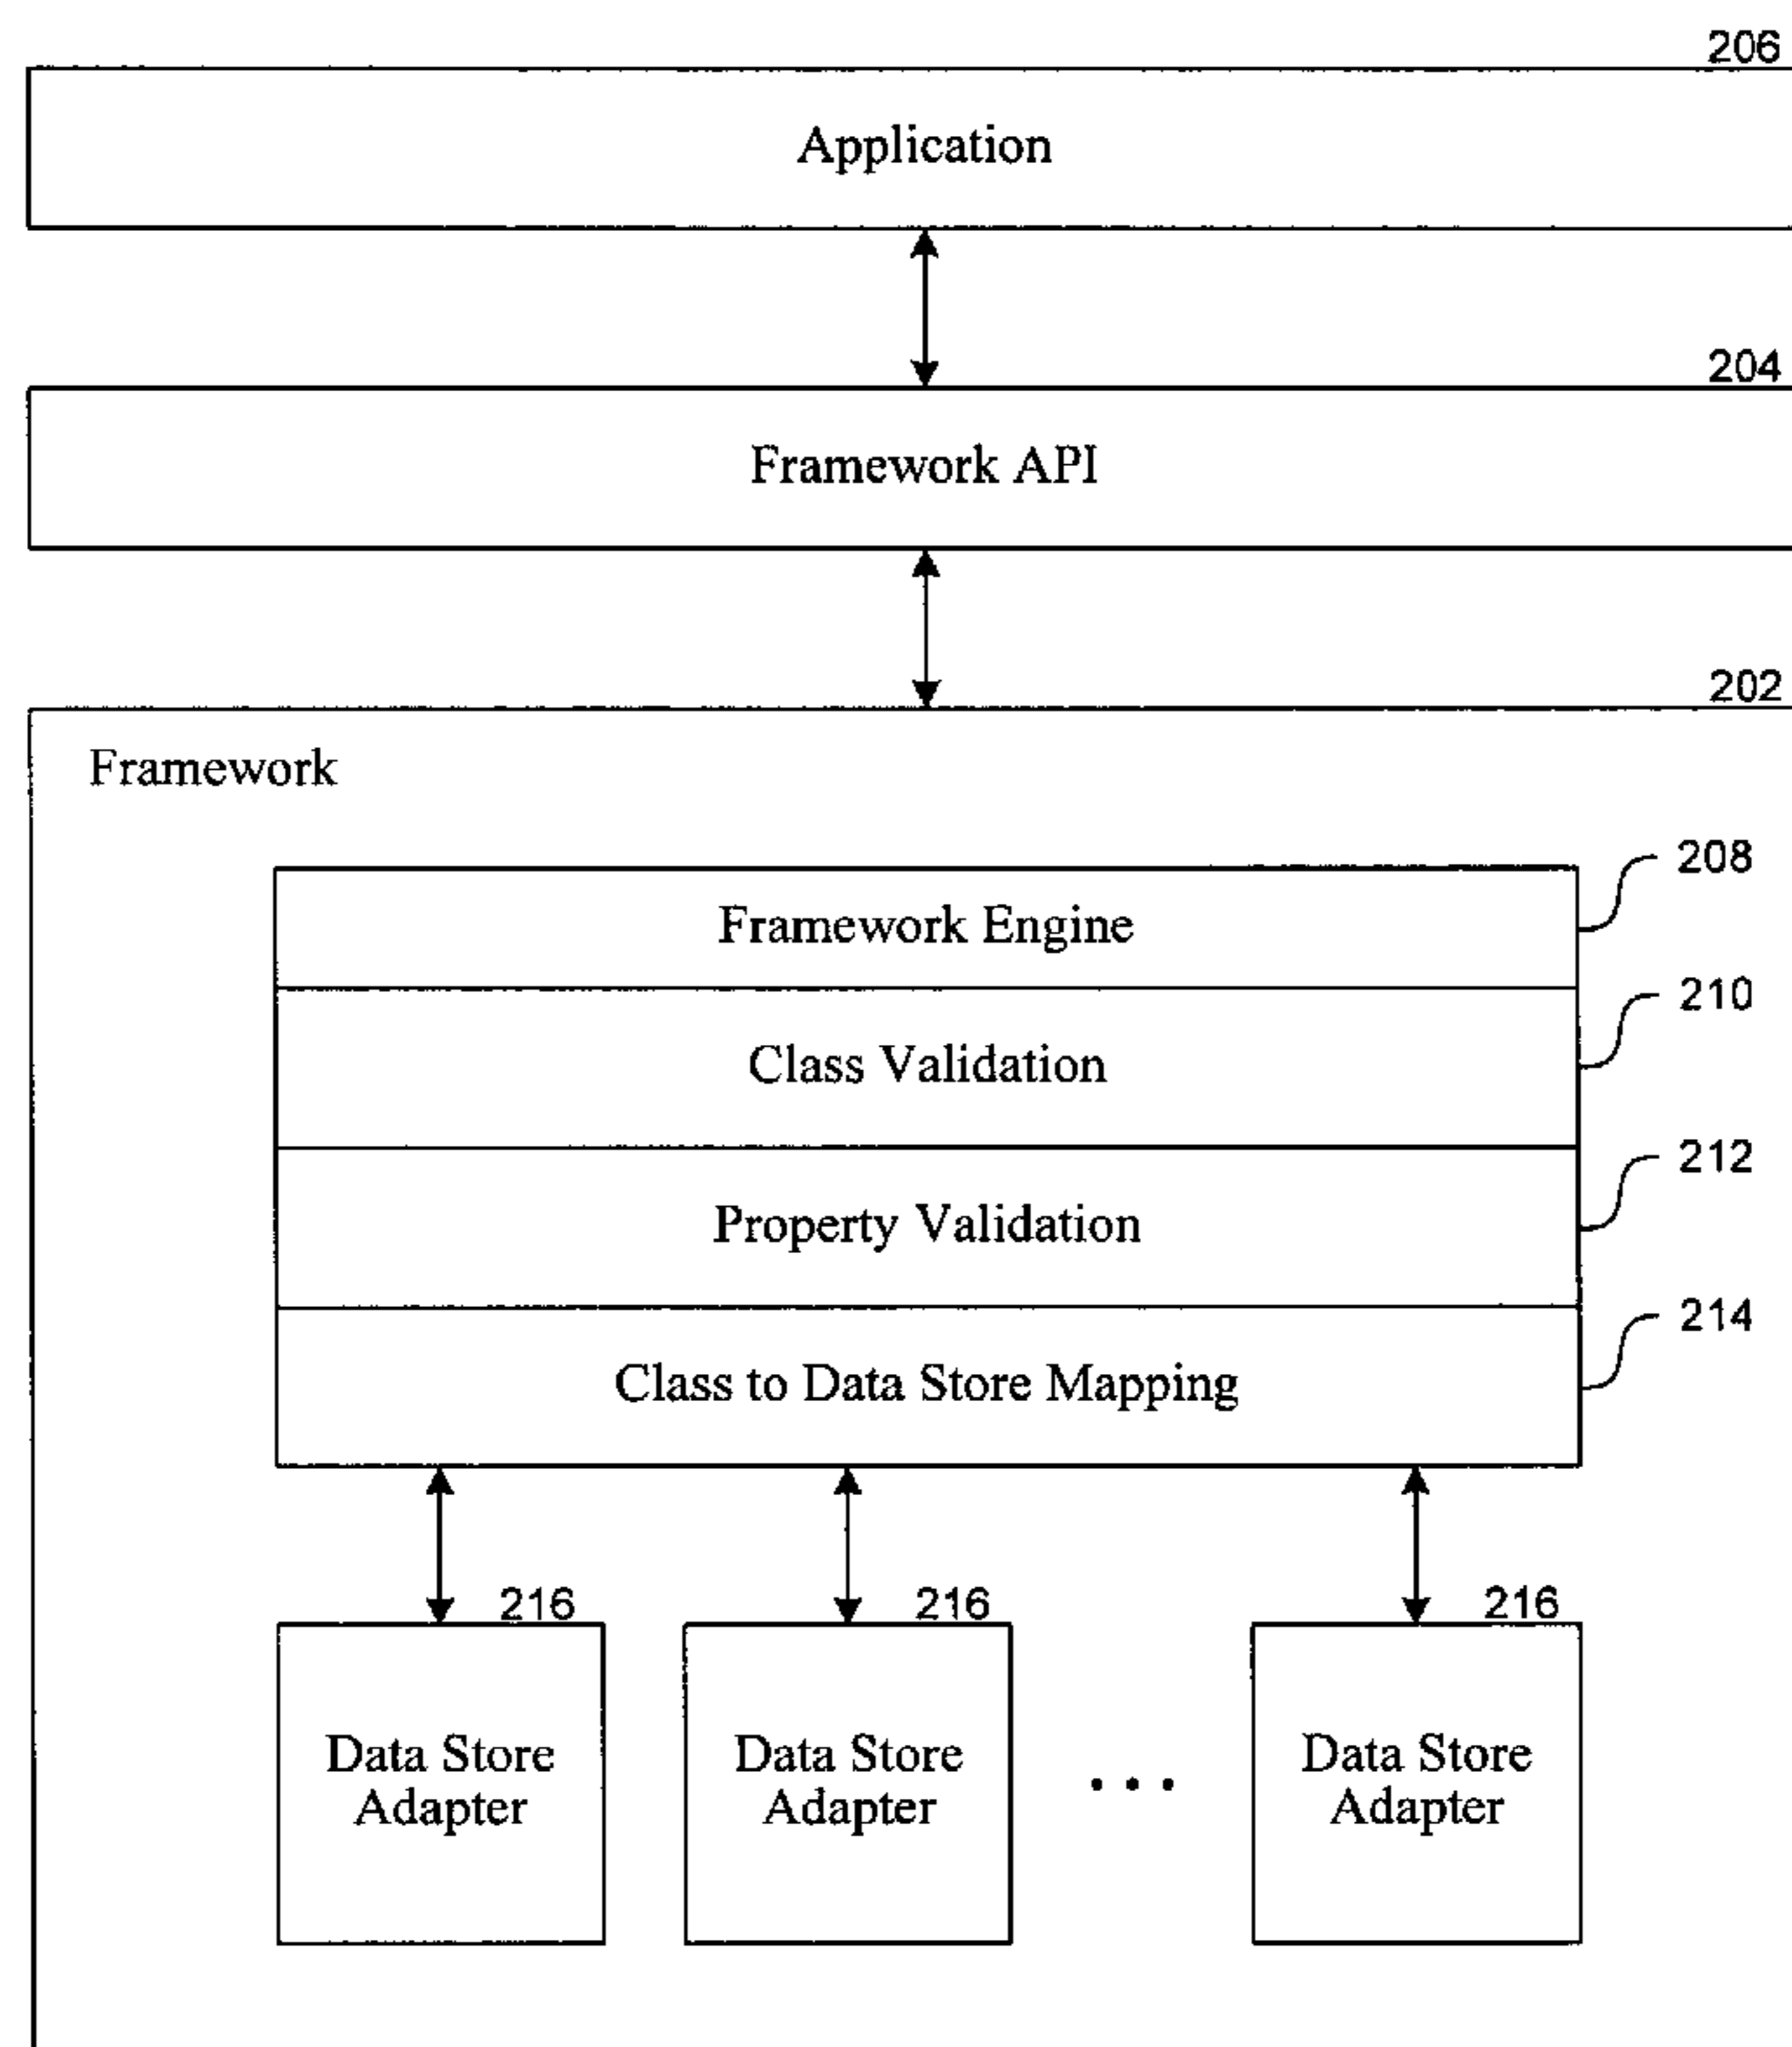 206
Application
204
Framework API
202
Framework
208
Framework Engine
210
Class Validation
212
Property Validation
214
Class to Data Store Mapping
216 216 216
Data Store Data Store Data Store
Adapter Adapter ... Adapter